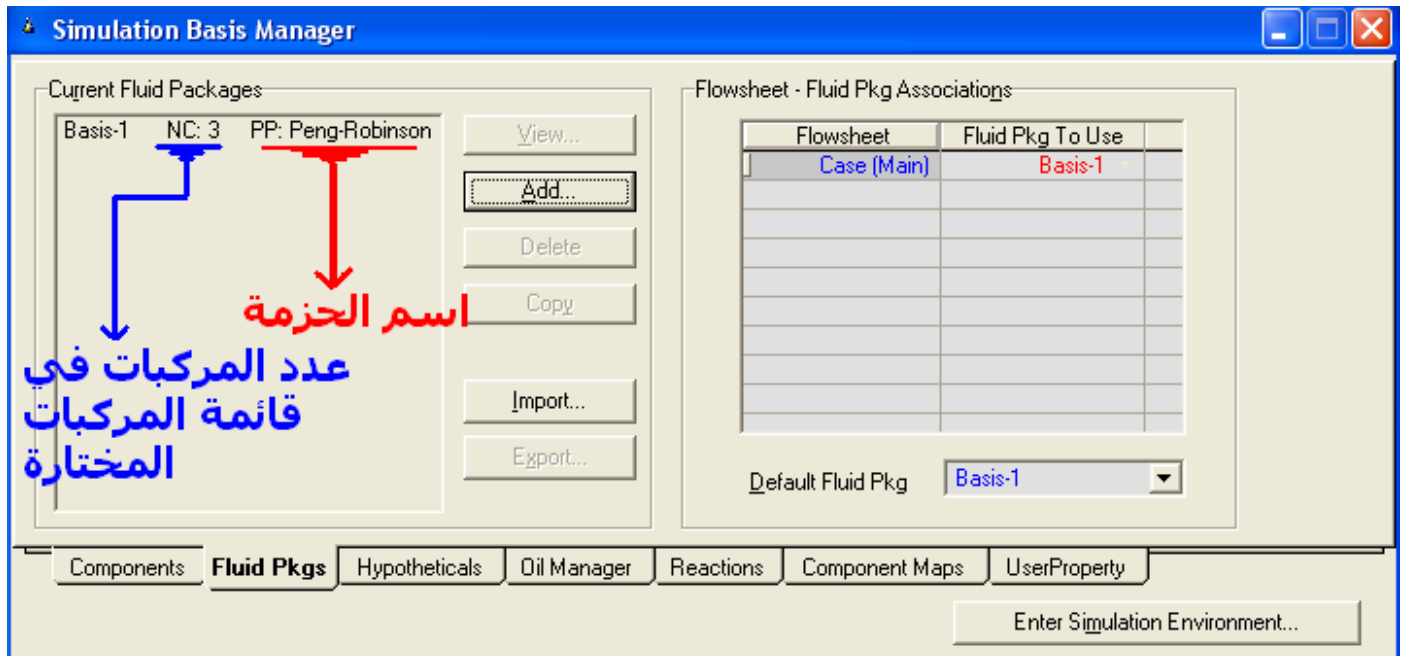 Simulation Basis Manager
Current Fluid Packages
Basis-1 NC: 3 PP: Peng-Robinson
اسم الحزمة
عدد المركبات في
قائمة المركبات
المختارة
View...
Add...
Delete
Copy
Import...
Export...
Flowsheet - Fluid Pkg Associations
Flowsheet Fluid Pkg To Use
Case (Main) Basis-1
Default Fluid Pkg Basis-1
Components Fluid Pkgs Hypotheticals Oil Manager Reactions Component Maps UserProperty
Enter Simulation Environment...